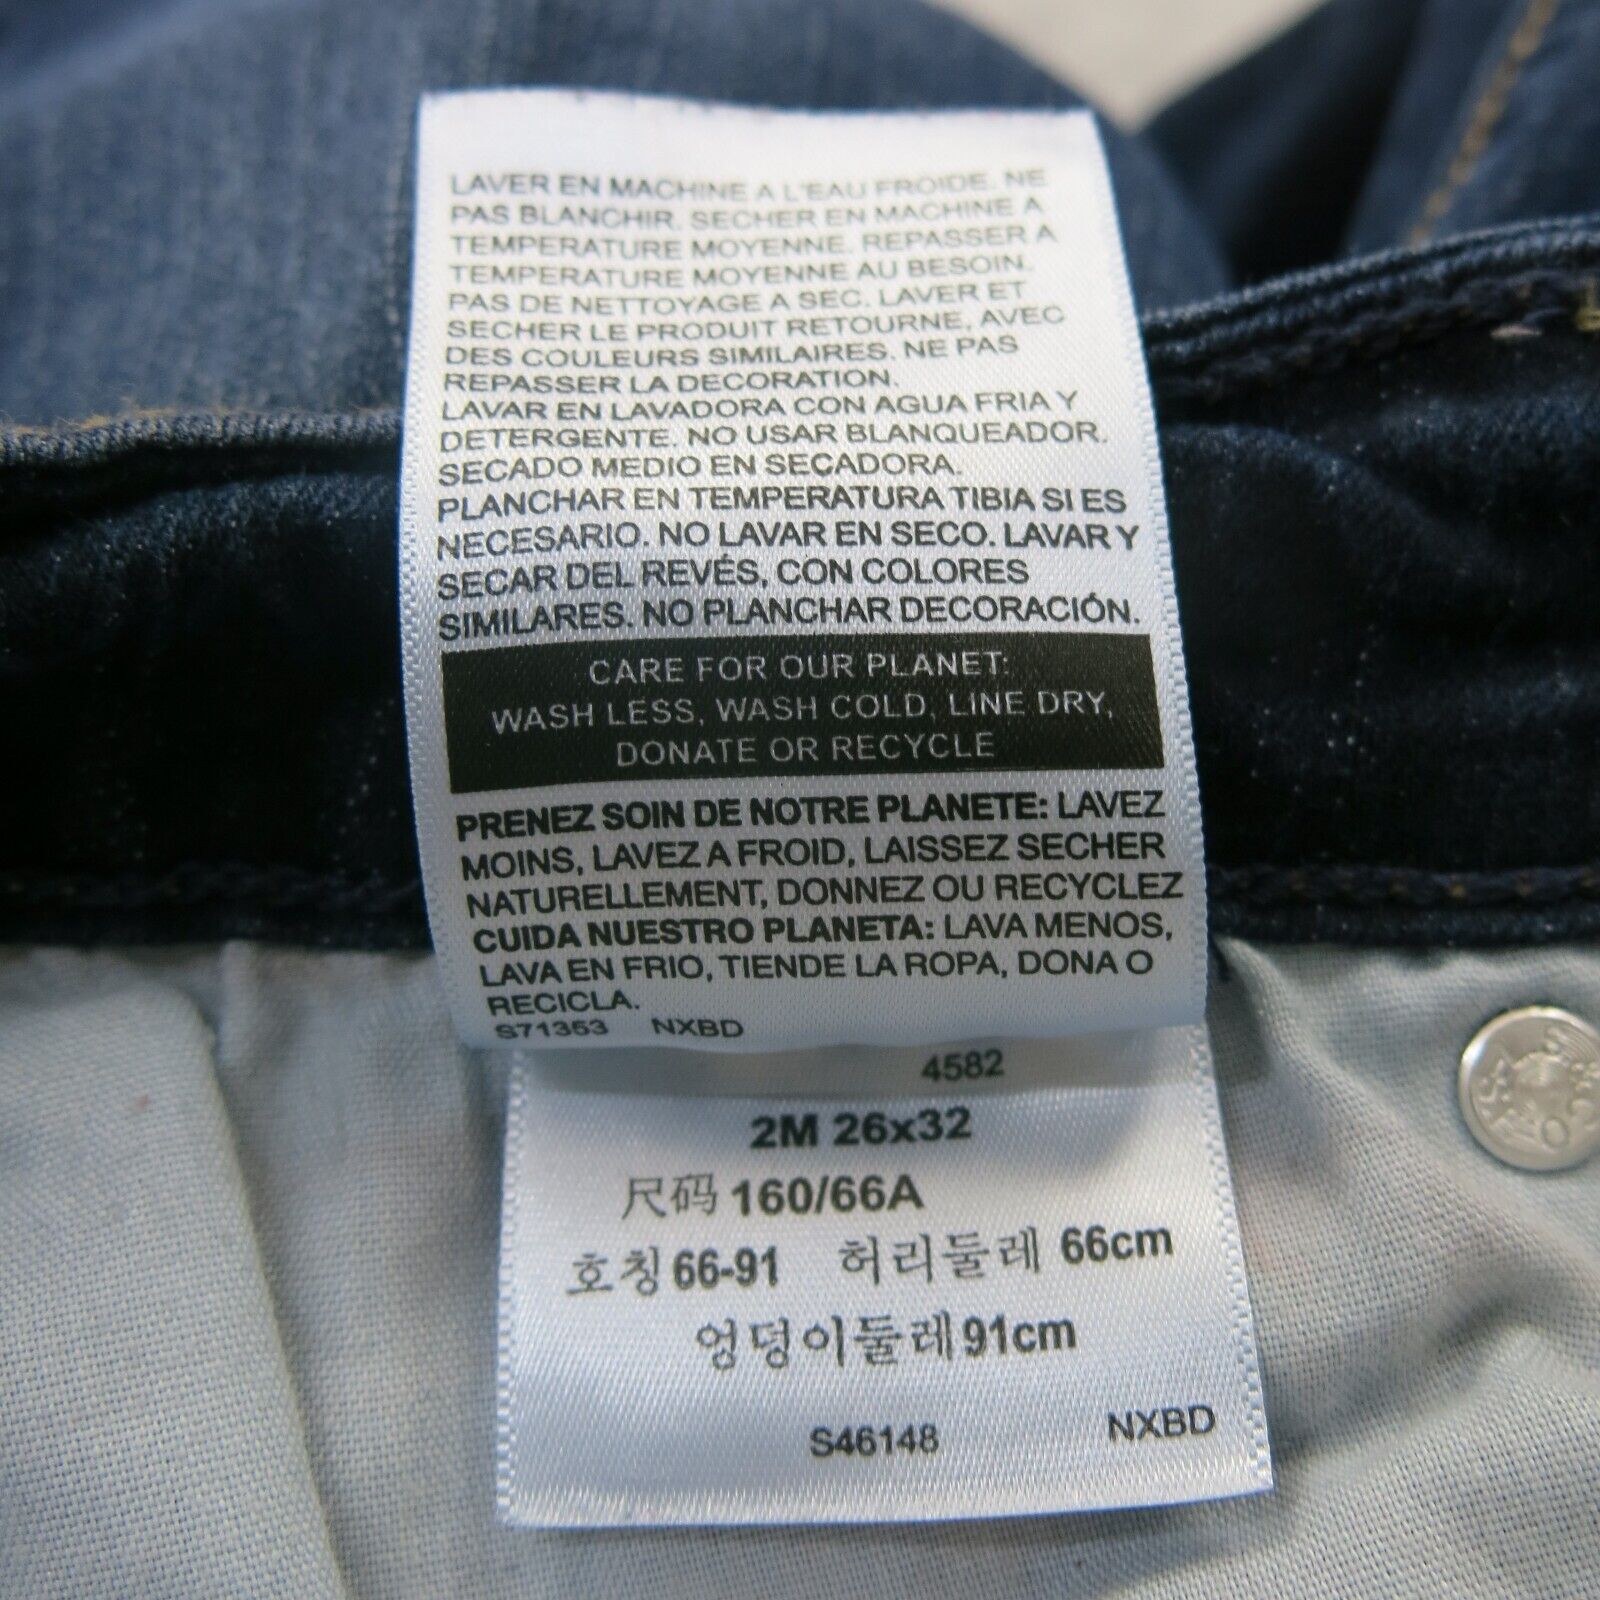 LAVER EN MACHINE A L'EAU FROIDE. NE
PAS BLANCHIR. SECHER EN MACHINE A
TEMPERATURE MOYENNE. REPASSER A
TEMPERATURE MOYENNE AU BESOIN.
PAS DE NETTOYAGE A SEC. LAVER ET
SECHER LE PRODUIT RETOURNE, AVEC
DES COULEURS SIMILAIRES. NE PAS
REPASSER LA DECORATION.
LAVAR EN LAVADORA CON AGUA FRIA Y
DETERGENTE. NO USAR BLANQUEADOR.
SECADO MEDIO EN SECADORA.
PLANCHAR EN TEMPERATURA TIBIA SI ES
NECESARIO. NO LAVAR EN SECO. LAVAR Y
SECAR DEL REVÉS, CON COLORES
SIMILARES. NO PLANCHAR DECORACIÓN.
CARE FOR OUR PLANET:
WASH LESS, WASH COLD, LINE DRY,
DONATE OR RECYCLE
PRENEZ SOIN DE NOTRE PLANETE: LAVEZ
MOINS, LAVEZ A FROID, LAISSEZ SECHER
NATURELLEMENT, DONNEZ OU RECYCLEZ
CUIDA NUESTRO PLANETA: LAVA MENOS,
LAVA EN FRIO, TIENDE LA ROPA, DONA O
RECICLA.
S71353 NXBD
4582
2M 26x32
尺码 160/66A
호칭 66-91 허리둘레 66cm
엉덩이둘레 91cm
S46148 NXBD